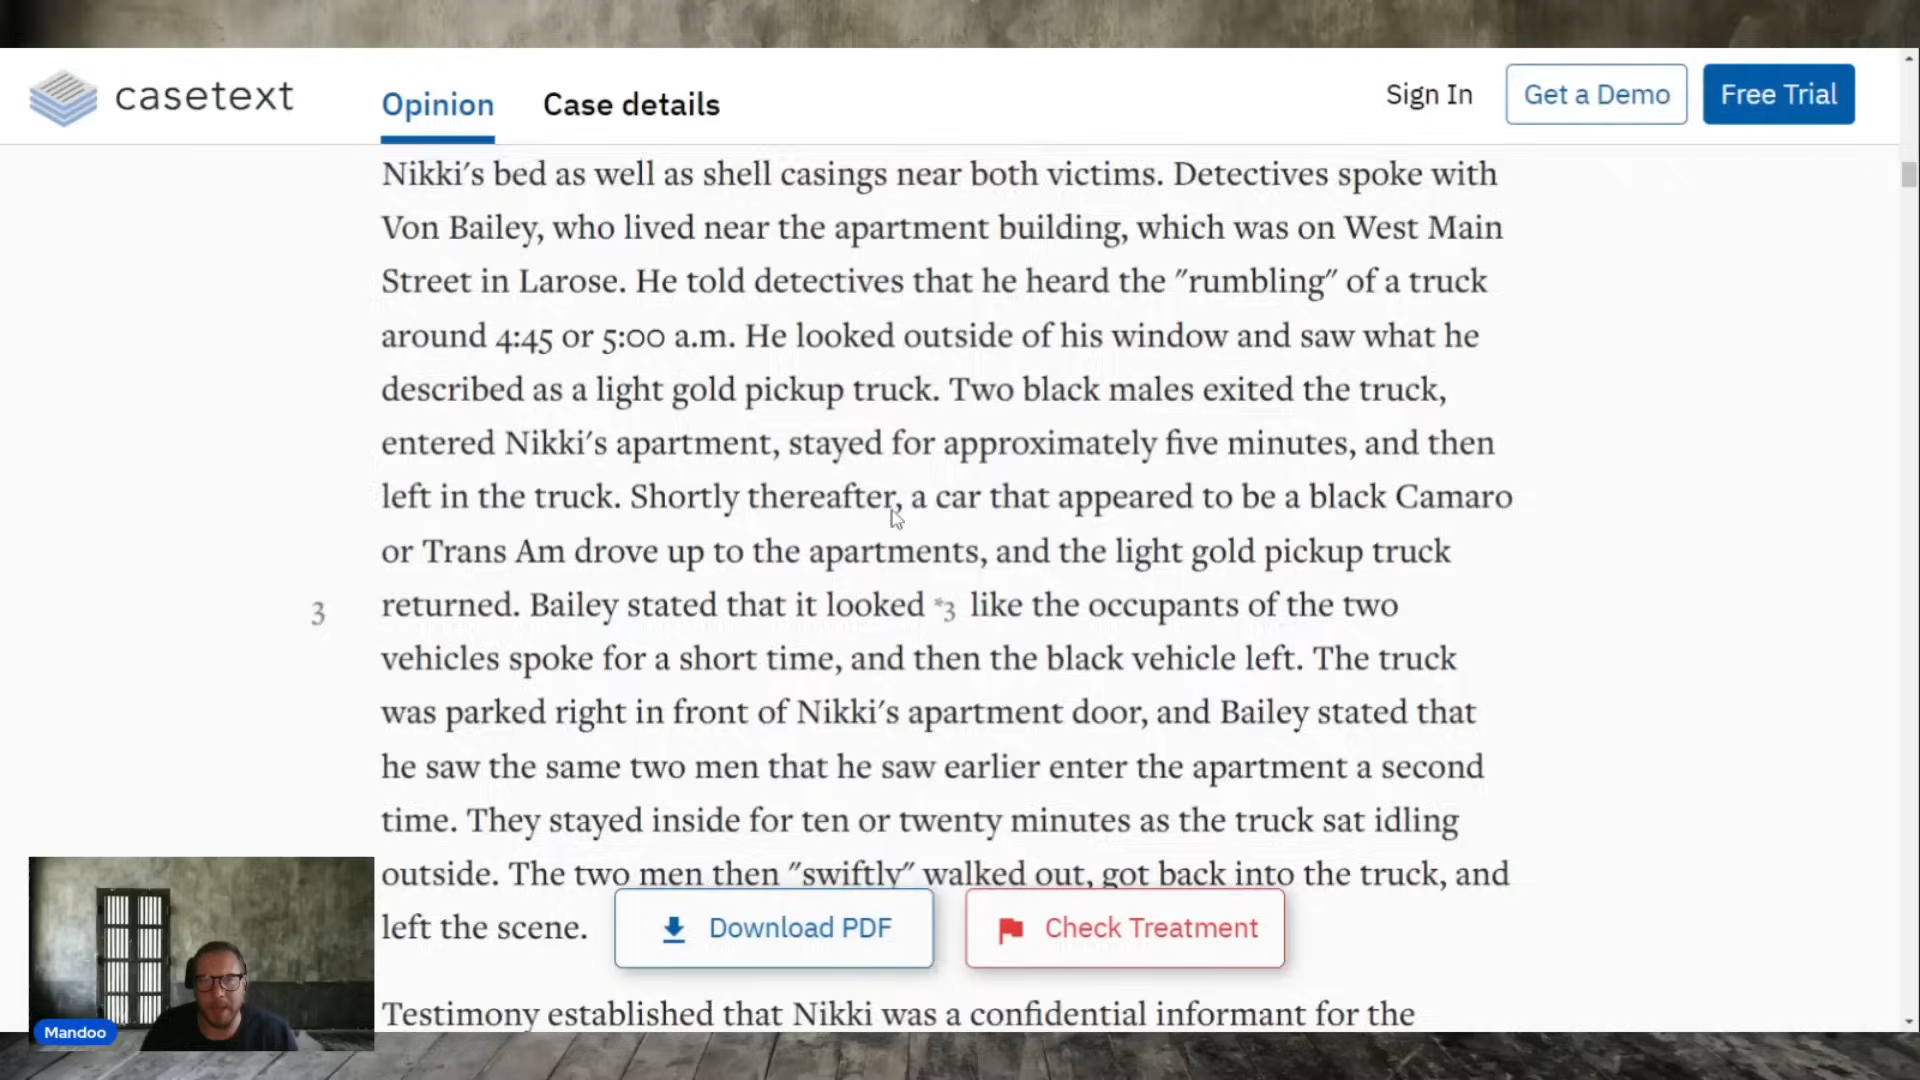 casetext
Opinion
Case details
Sign In
Get a Demo
Free Trial
Nikki's bed as well as shell casings near both victims. Detectives spoke with
Von Bailey, who lived near the apartment building, which was on West Main
Street in Larose. He told detectives that he heard the "rumbling" of a truck
around 4:45 or 5:00 a.m. He looked outside of his window and saw what he
described as a light gold pickup truck. Two black males exited the truck,
entered Nikki's apartment, stayed for approximately five minutes, and then
left in the truck. Shortly thereafter, a car that appeared to be a black Camaro
or Trans Am drove up to the apartments, and the light gold pickup truck
3 returned. Bailey stated that it looked *3 like the occupants of the two
vehicles spoke for a short time, and then the black vehicle left. The truck
was parked right in front of Nikki's apartment door, and Bailey stated that
he saw the same two men that he saw earlier enter the apartment a second
time. They stayed inside for ten or twenty minutes as the truck sat idling
outside. The two men then "swiftly" walked out, got back into the truck, and
left the scene.
Download PDF
Check Treatment
Testimony established that Nikki was a confidential informant for the
Mandoo